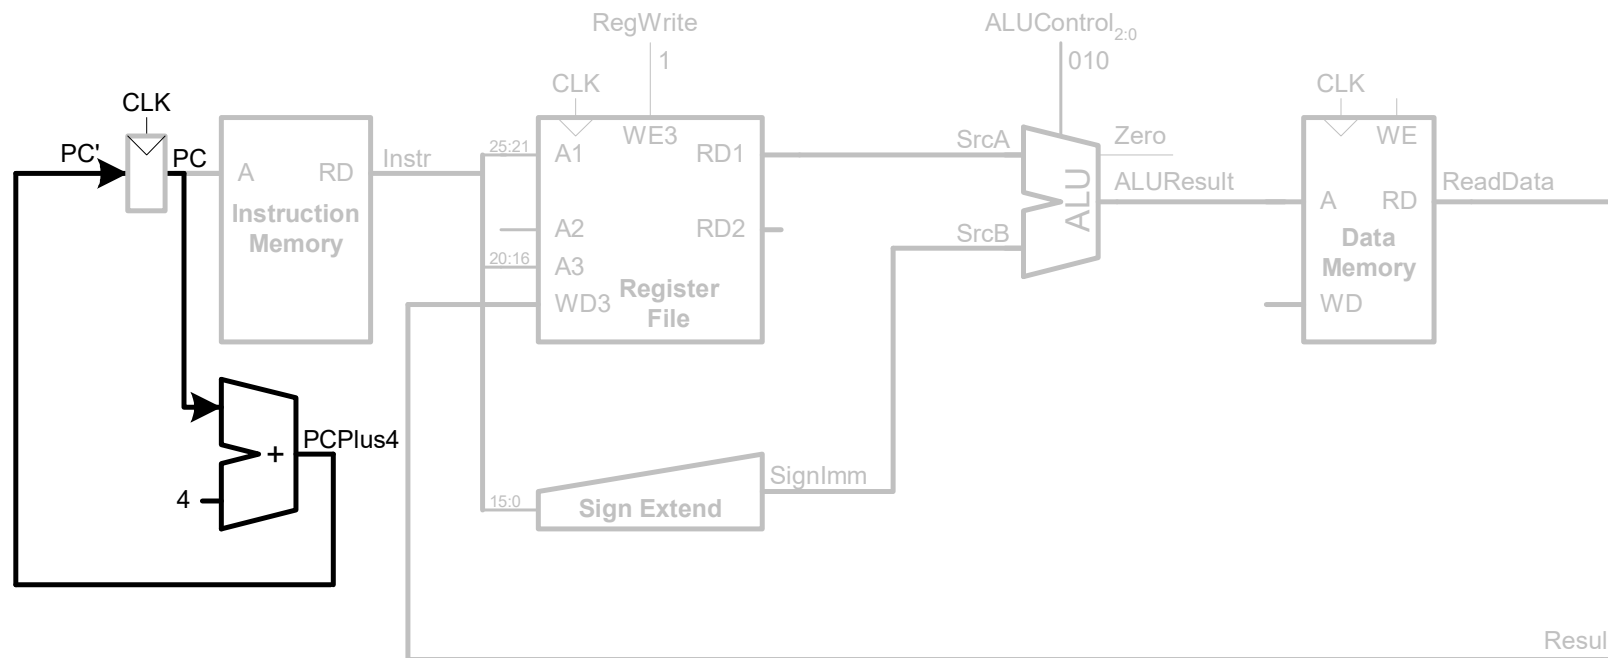 RegWrite
ALUControl2:0
1
010
CLK
CLK
CLK
PC'
PC
A
RD
Instruction
Memory
Instr
25:21
A1
WE3
RD1
A2
RD2
20:16
A3
WD3
Register
File
SrcA
SrcB
ALU
Zero
ALUResult
WE
A
RD
Data
Memory
WD
ReadData
PCPlus4
+
4
15:0
Sign Extend
SignImm
Resul